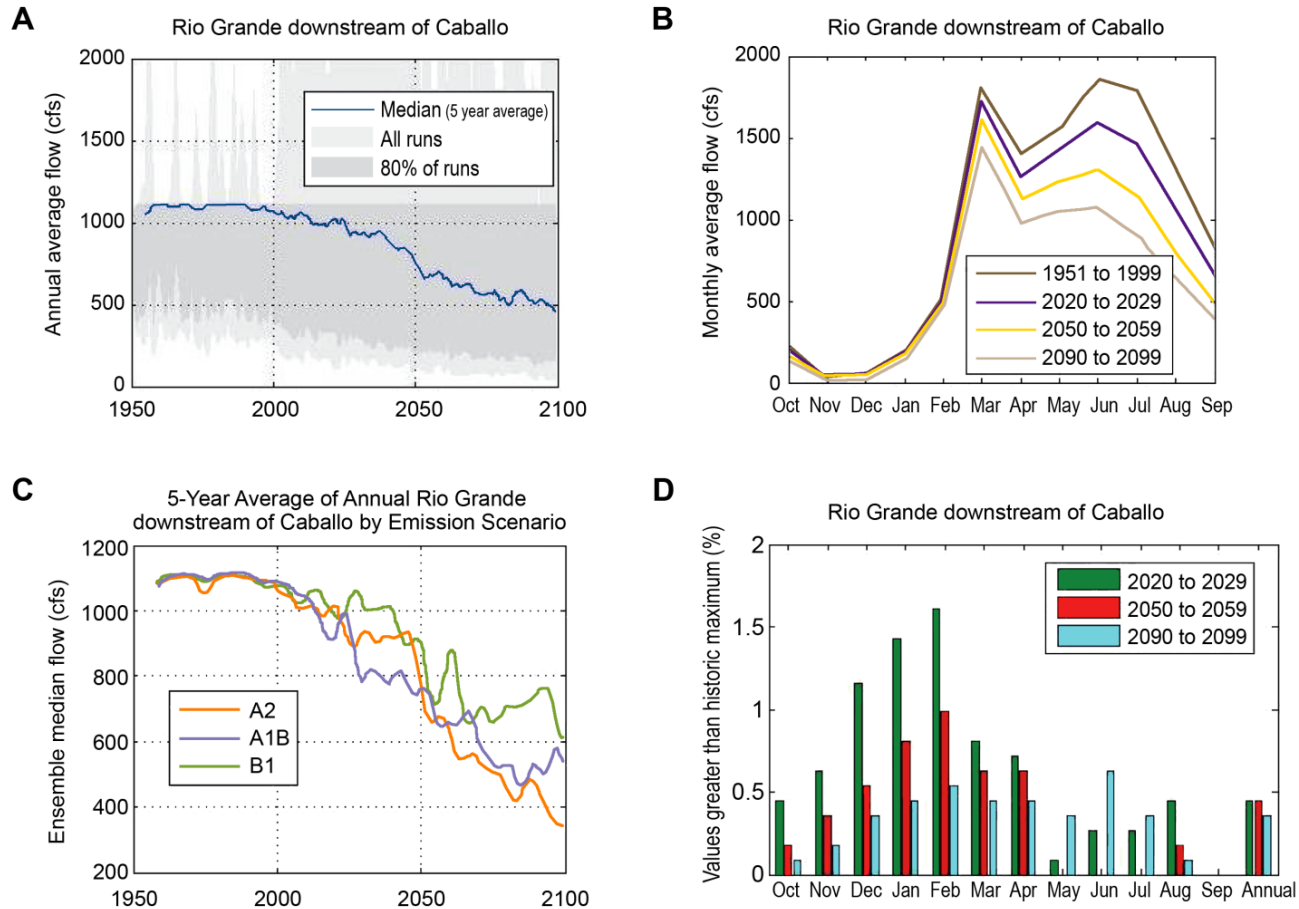 A
Rio Grande downstream of Caballo
Annual average flow (cfs)
2000
1500
1000
500
0
1950
2000
2050
2100
Median (5 year average)
All runs
80% of runs
B
Rio Grande downstream of Caballo
Monthly average flow (cfs)
2000
1500
1000
500
0
Oct Nov Dec Jan Feb Mar Apr May Jun Jul Aug Sep
1951 to 1999
2020 to 2029
2050 to 2059
2090 to 2099
C
5-Year Average of Annual Rio Grande
downstream of Caballo by Emission Scenario
Ensemble median flow (cfs)
1200
1000
800
600
400
200
1950
2000
2050
2100
A2
A1B
B1
D
Rio Grande downstream of Caballo
Values greater than historic maximum (%)
2
1.5
1
0.5
0
Oct Nov Dec Jan Feb Mar Apr May Jun Jul Aug Sep Annual
2020 to 2029
2050 to 2059
2090 to 2099